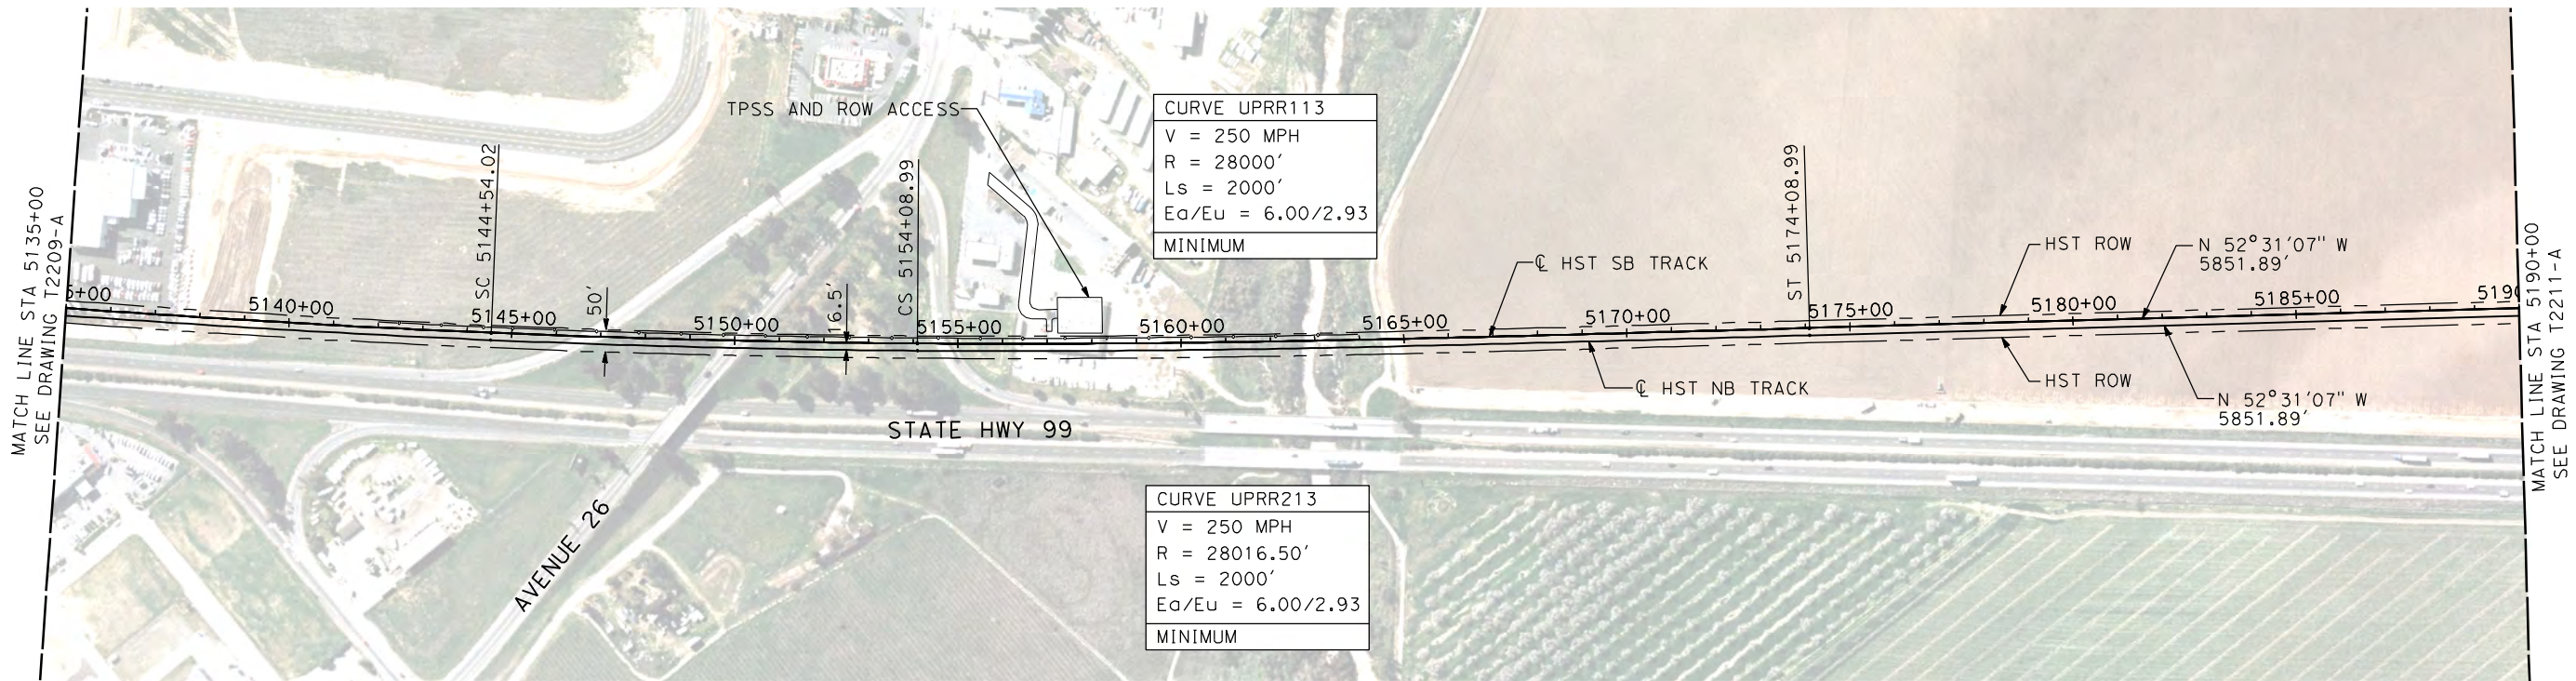 MATCH LINE STA 5135+00
SEE DRAWING T2209-A
TPSS AND ROW ACCESS
CURVE UPRR113
V = 250 MPH
R = 28000'
Ls = 2000'
Ea/Eu = 6.00/2.93
MINIMUM
SC 5144+54.02
CS 5154+08.99
ST 5174+08.99
50'
16.5'
5+00
5140+00
5145+00
5150+00
5155+00
5160+00
5165+00
5170+00
5175+00
5180+00
5185+00
5190
℄ HST SB TRACK
HST ROW
N 52°31'07" W
5851.89'
℄ HST NB TRACK
HST ROW
N 52°31'07" W
5851.89'
STATE HWY 99
AVENUE 26
CURVE UPRR213
V = 250 MPH
R = 28016.50'
Ls = 2000'
Ea/Eu = 6.00/2.93
MINIMUM
MATCH LINE STA 5190+00
SEE DRAWING T2211-A